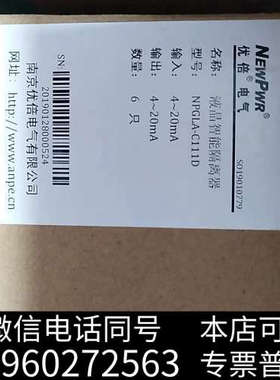 NEWPWR
优倍®电气
SO19010779
名称：液晶智能隔离器
型号：NPGLA-C111D
输入：4~20mA
输出：4~20mA
6 只
SN
20190128000524
南京优倍电气有限公司
网址：http://www.anpe.cn
微信电话同号
960272563
本店可
专票普票